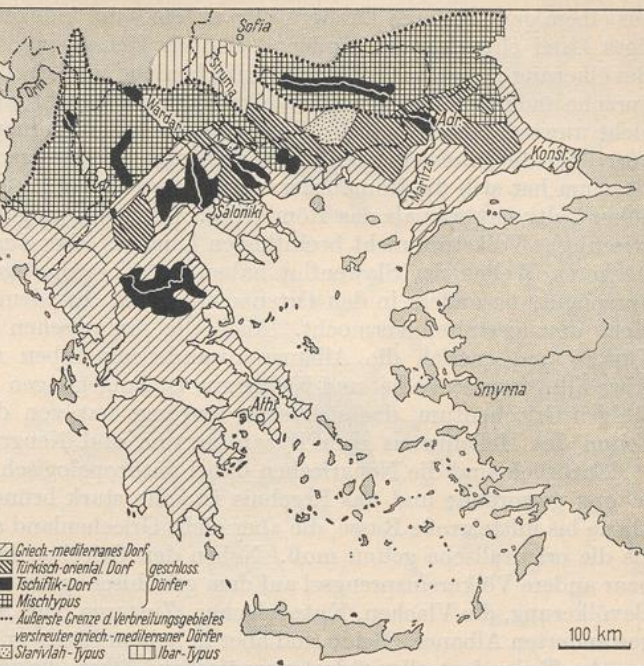 Sofia
Drin
Struma
Wardar
Adr.
Maritza
Konst.
Saloniki
Smyrna
Ath.
Griech.-mediterranes Dorf
Türkisch-oriental. Dorf
geschloss.
Tschiflik-Dorf
Dörfer
Mischtypus
Äußerste Grenze d. Verbreitungsgebietes
verstreuter griech.-mediterraner Dörfer
Starivlah-Typus
Ibar-Typus
100 km